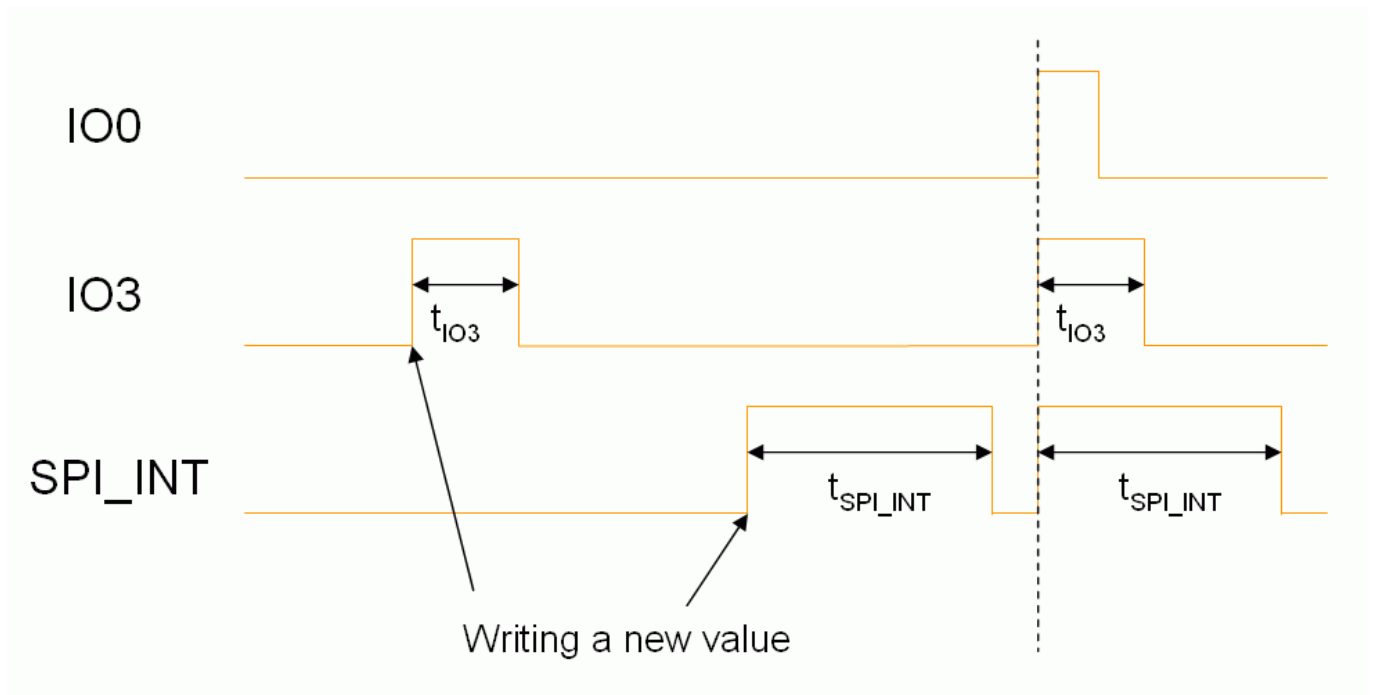 IO0
IO3
tIO3
tIO3
SPI_INT
tSPI_INT
tSPI_INT
Writing a new value